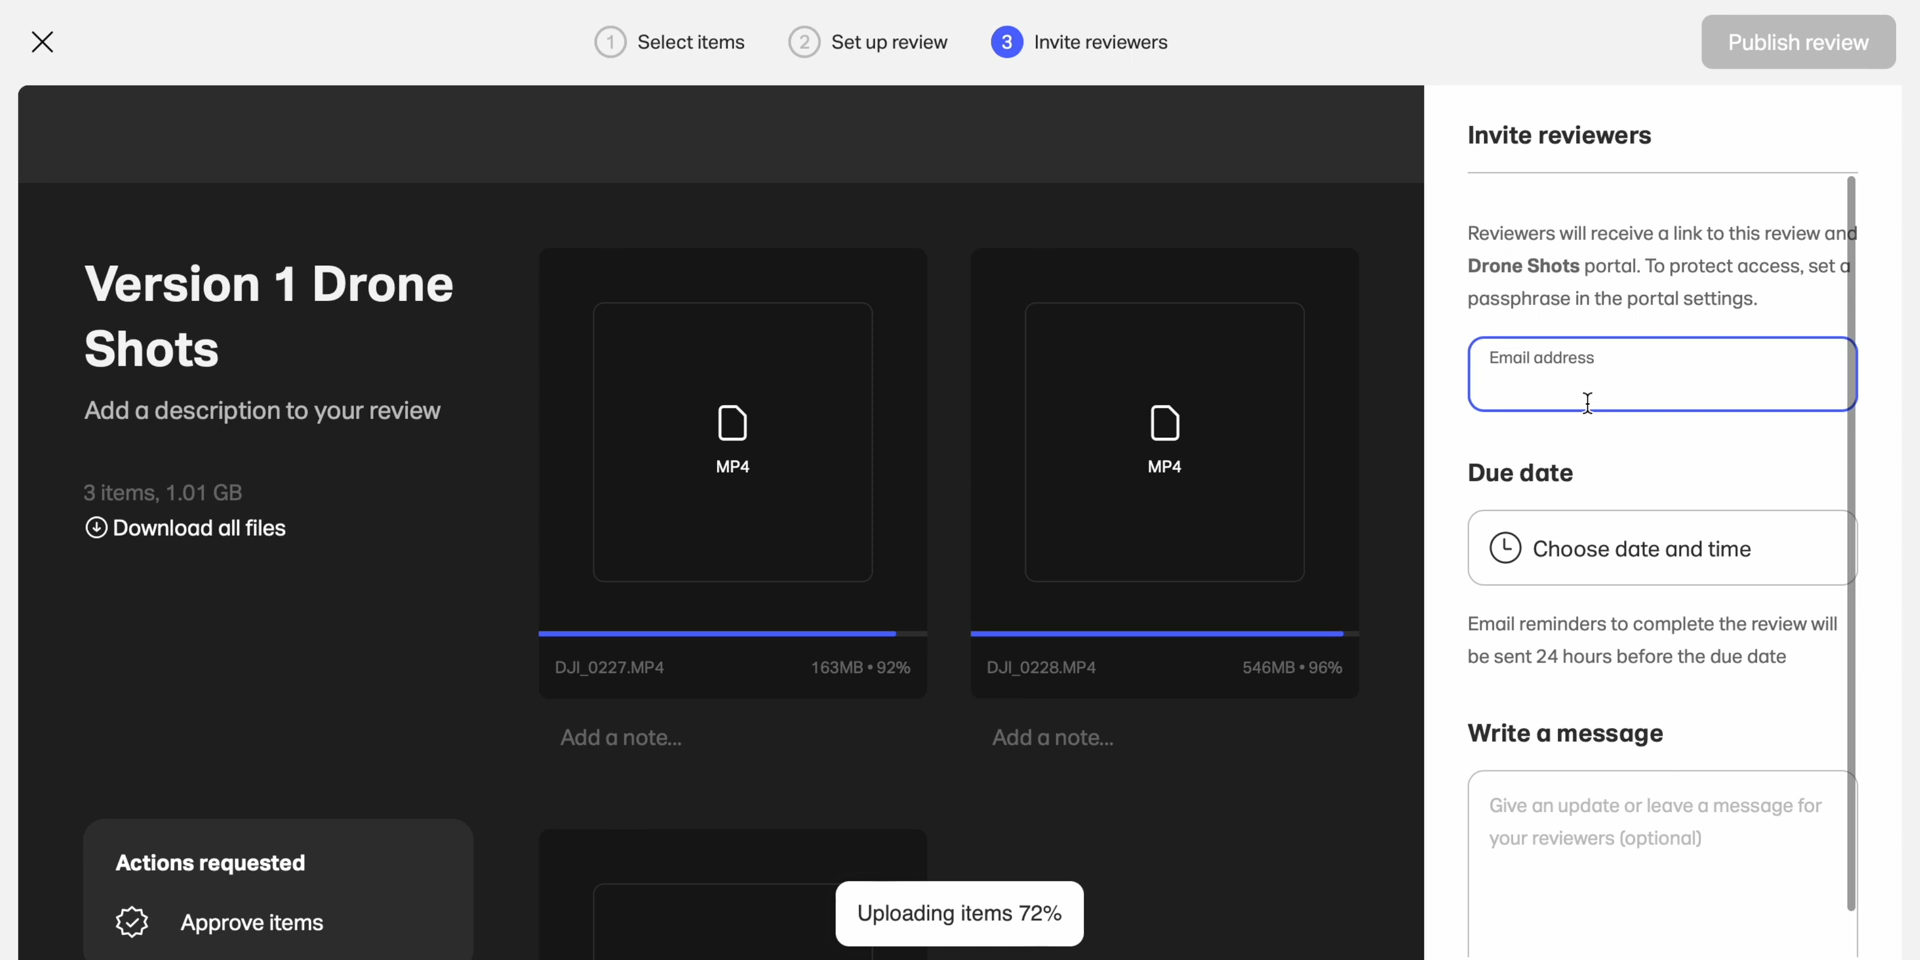 1 Select items
2 Set up review
3 Invite reviewers
Publish review
Version 1 Drone
Shots
Add a description to your review
3 items, 1.01 GB
Download all files
MP4
DJI_0227.MP4 163MB • 92%
Add a note...
MP4
DJI_0228.MP4 546MB • 96%
Add a note...
Actions requested
Approve items
Uploading items 72%
Invite reviewers
Reviewers will receive a link to this review and
Drone Shots portal. To protect access, set a
passphrase in the portal settings.
Email address
Due date
Choose date and time
Email reminders to complete the review will
be sent 24 hours before the due date
Write a message
Give an update or leave a message for
your reviewers (optional)